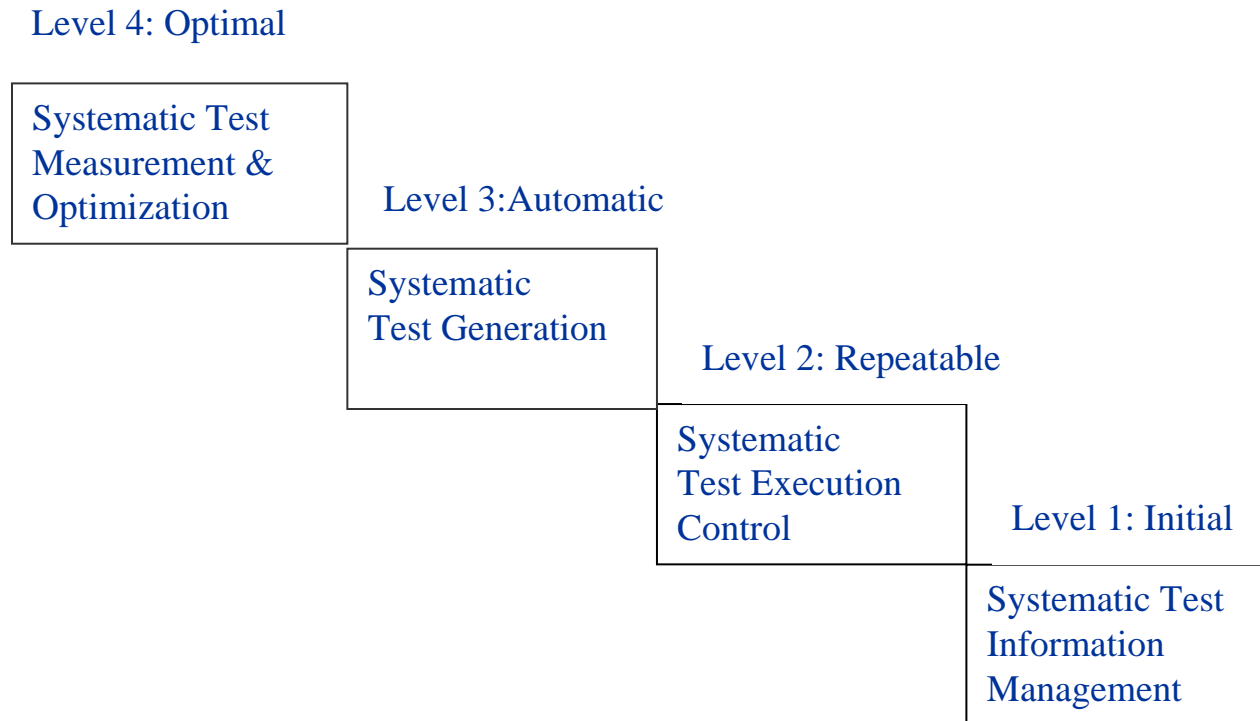 Level 4: Optimal
Systematic Test
Measurement &
Optimization
Level 3:Automatic
Systematic
Test Generation
Level 2: Repeatable
Systematic
Test Execution
Control
Level 1: Initial
Systematic Test
Information
Management